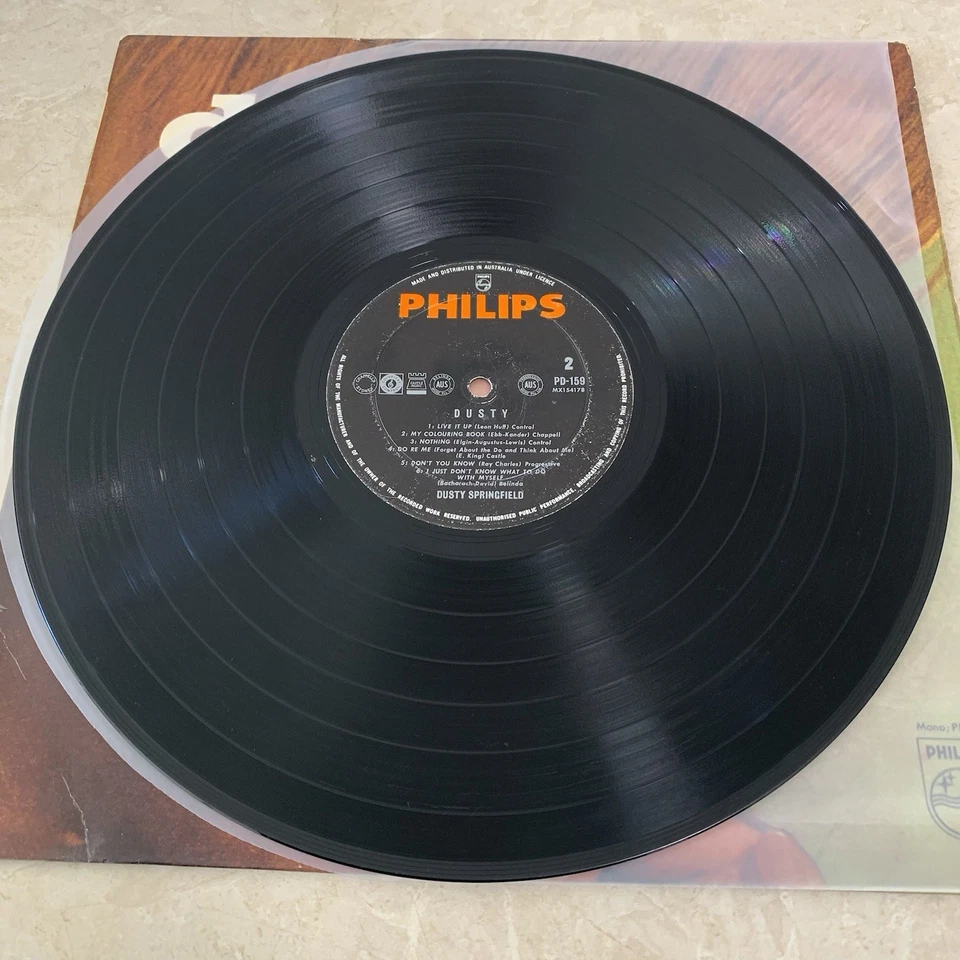 d
MADE AND DISTRIBUTED IN AUSTRALIA UNDER LICENCE
PHILIPS
PHILIPS
2
PD-159
MX154178
AUS
AUS
DUSTY
1: LIVE IT UP (Leon Huff) Control
2: MY COLOURING BOOK (Ebb-Kander) Chappell
3: NOTHING (Elgin-Augustus-Lewis) Control
4: DO RE ME (Forget About the Do and Think About Me)
(E. King) Castle
5: DON'T YOU KNOW (Ray Charles) Progressive
6: I JUST DON'T KNOW WHAT TO DO
WITH MYSELF
(Bacharach-David) Belinda
DUSTY SPRINGFIELD
ALL RIGHTS OF THE MANUFACTURER AND OF THE OWNER OF THE RECORDED WORK RESERVED. UNAUTHORISED PUBLIC PERFORMANCE, BROADCASTING AND COPYING OF THIS RECORD PROHIBITED.
Mono; P
PHIL